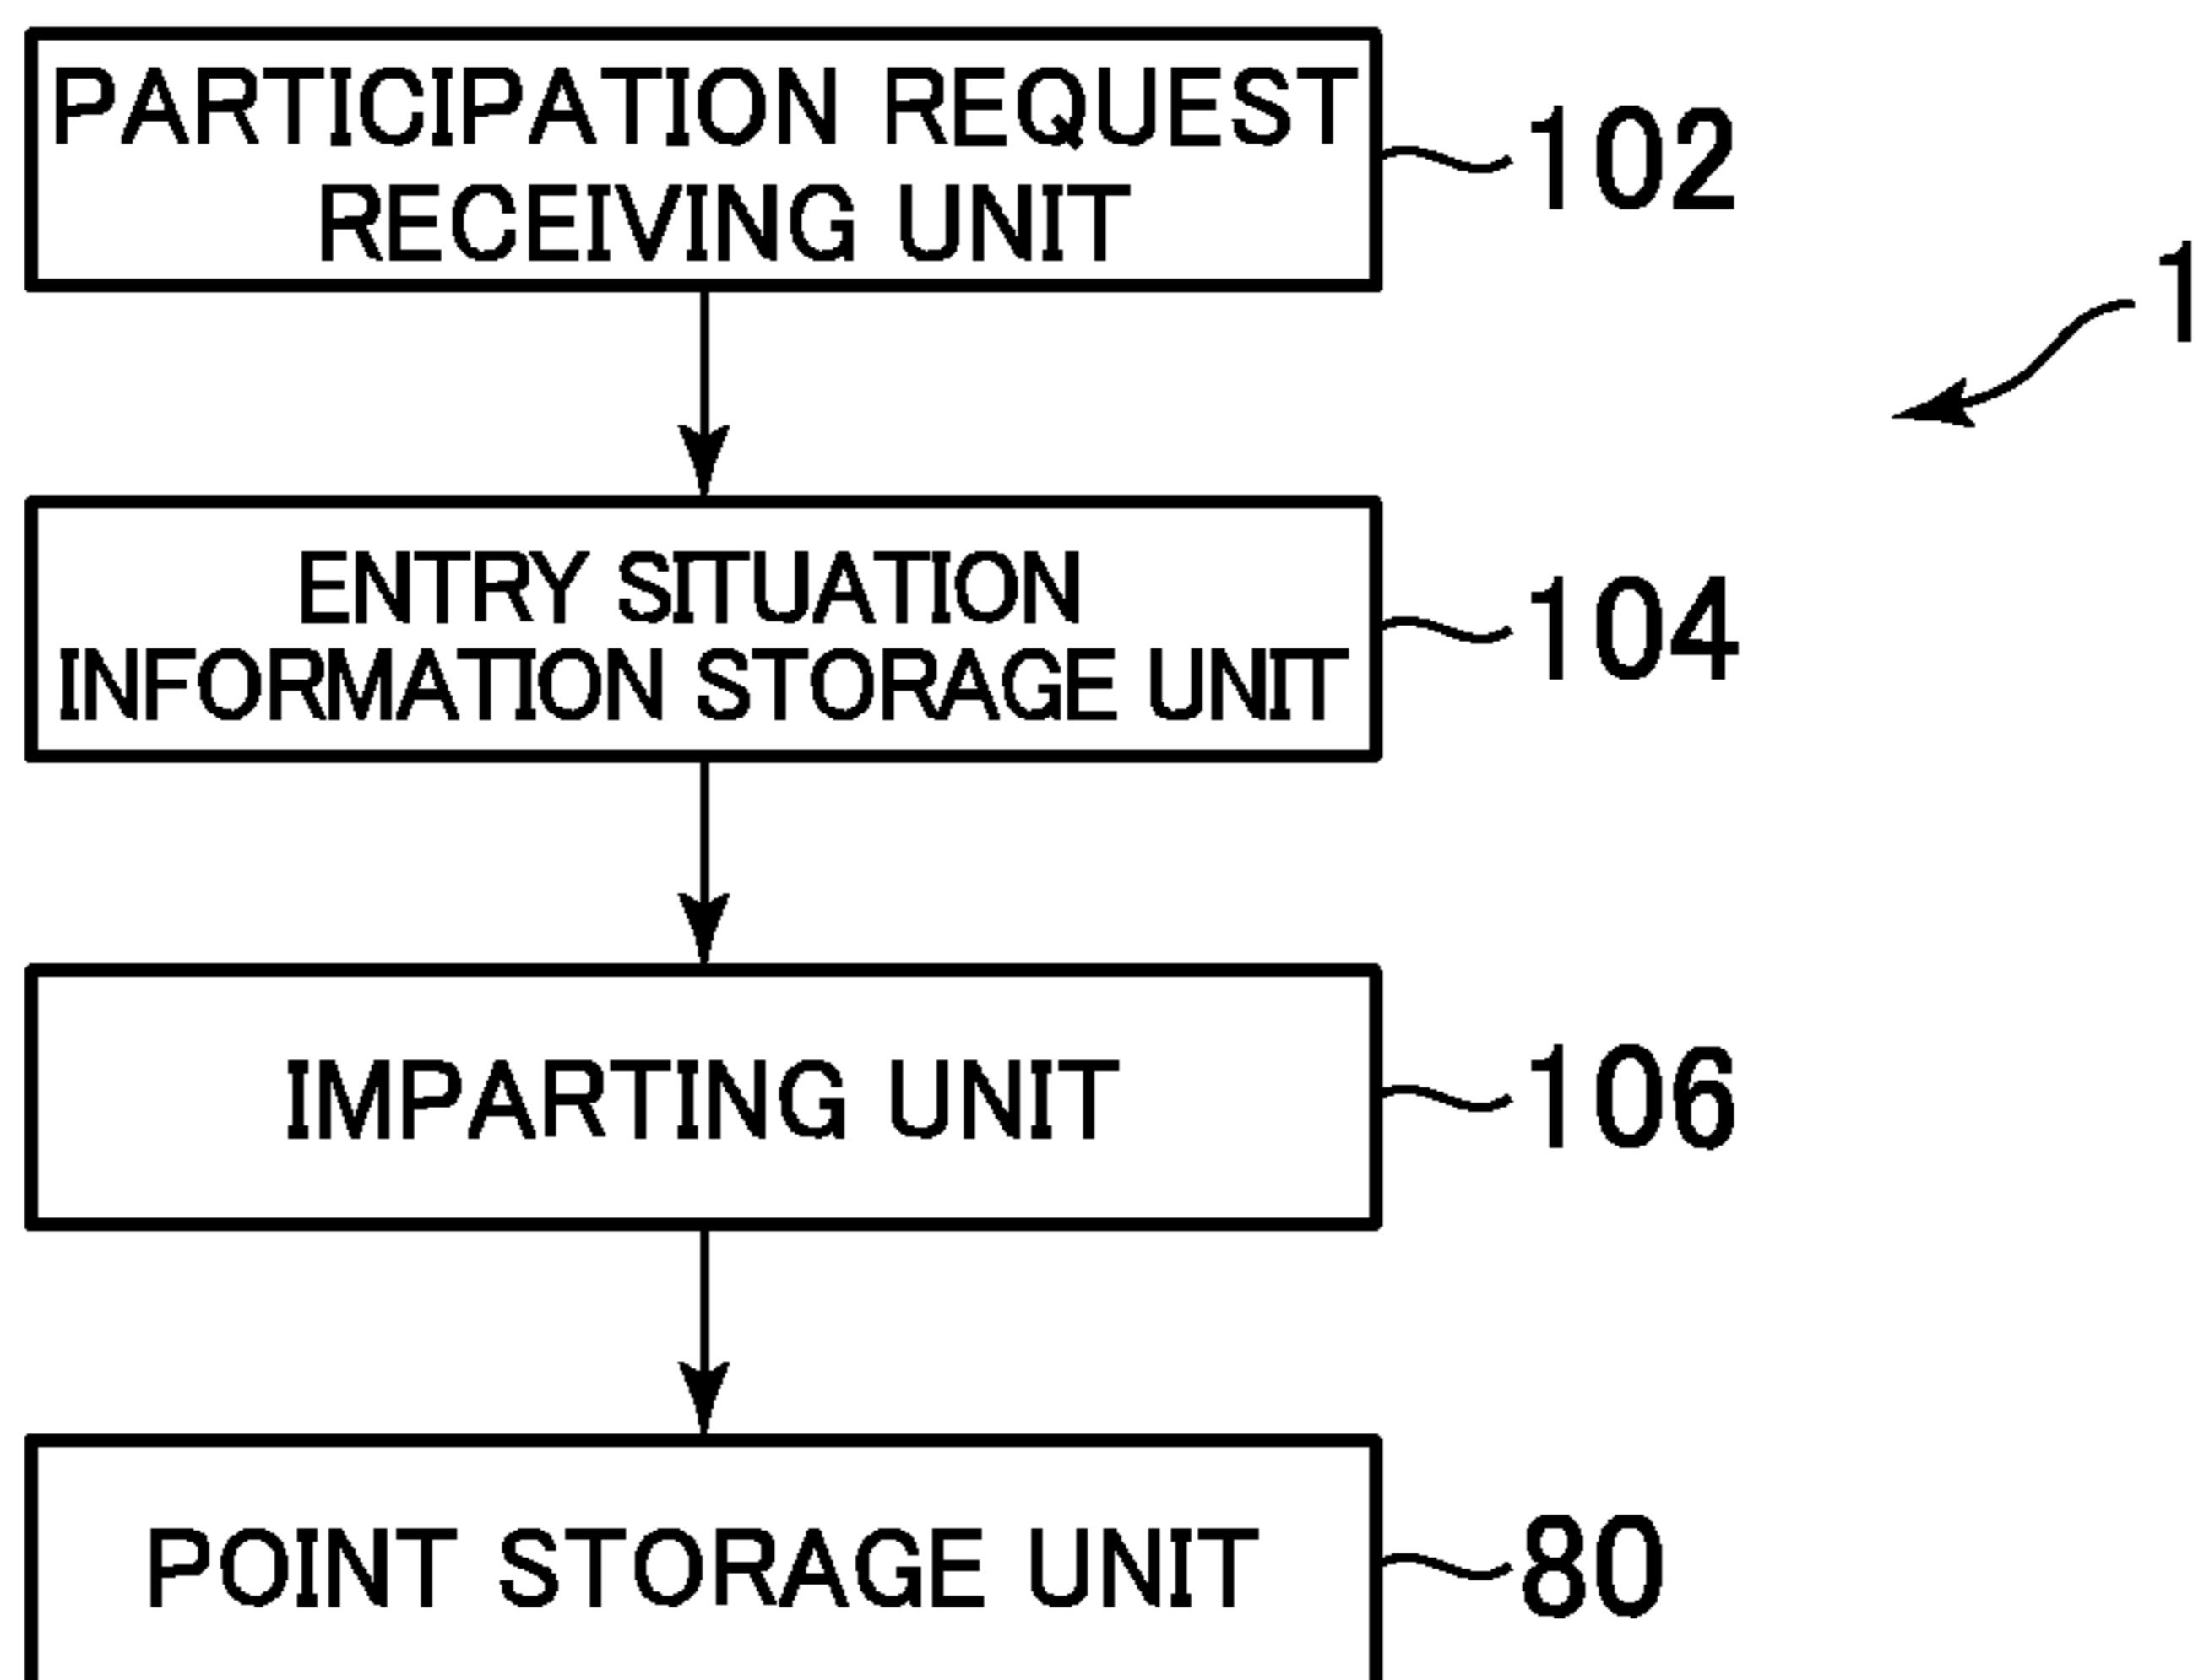 PARTICIPATION REQUEST
RECEIVING UNIT
102
1
ENTRY SITUATION
INFORMATION STORAGE UNIT
104
IMPARTING UNIT
106
POINT STORAGE UNIT
80